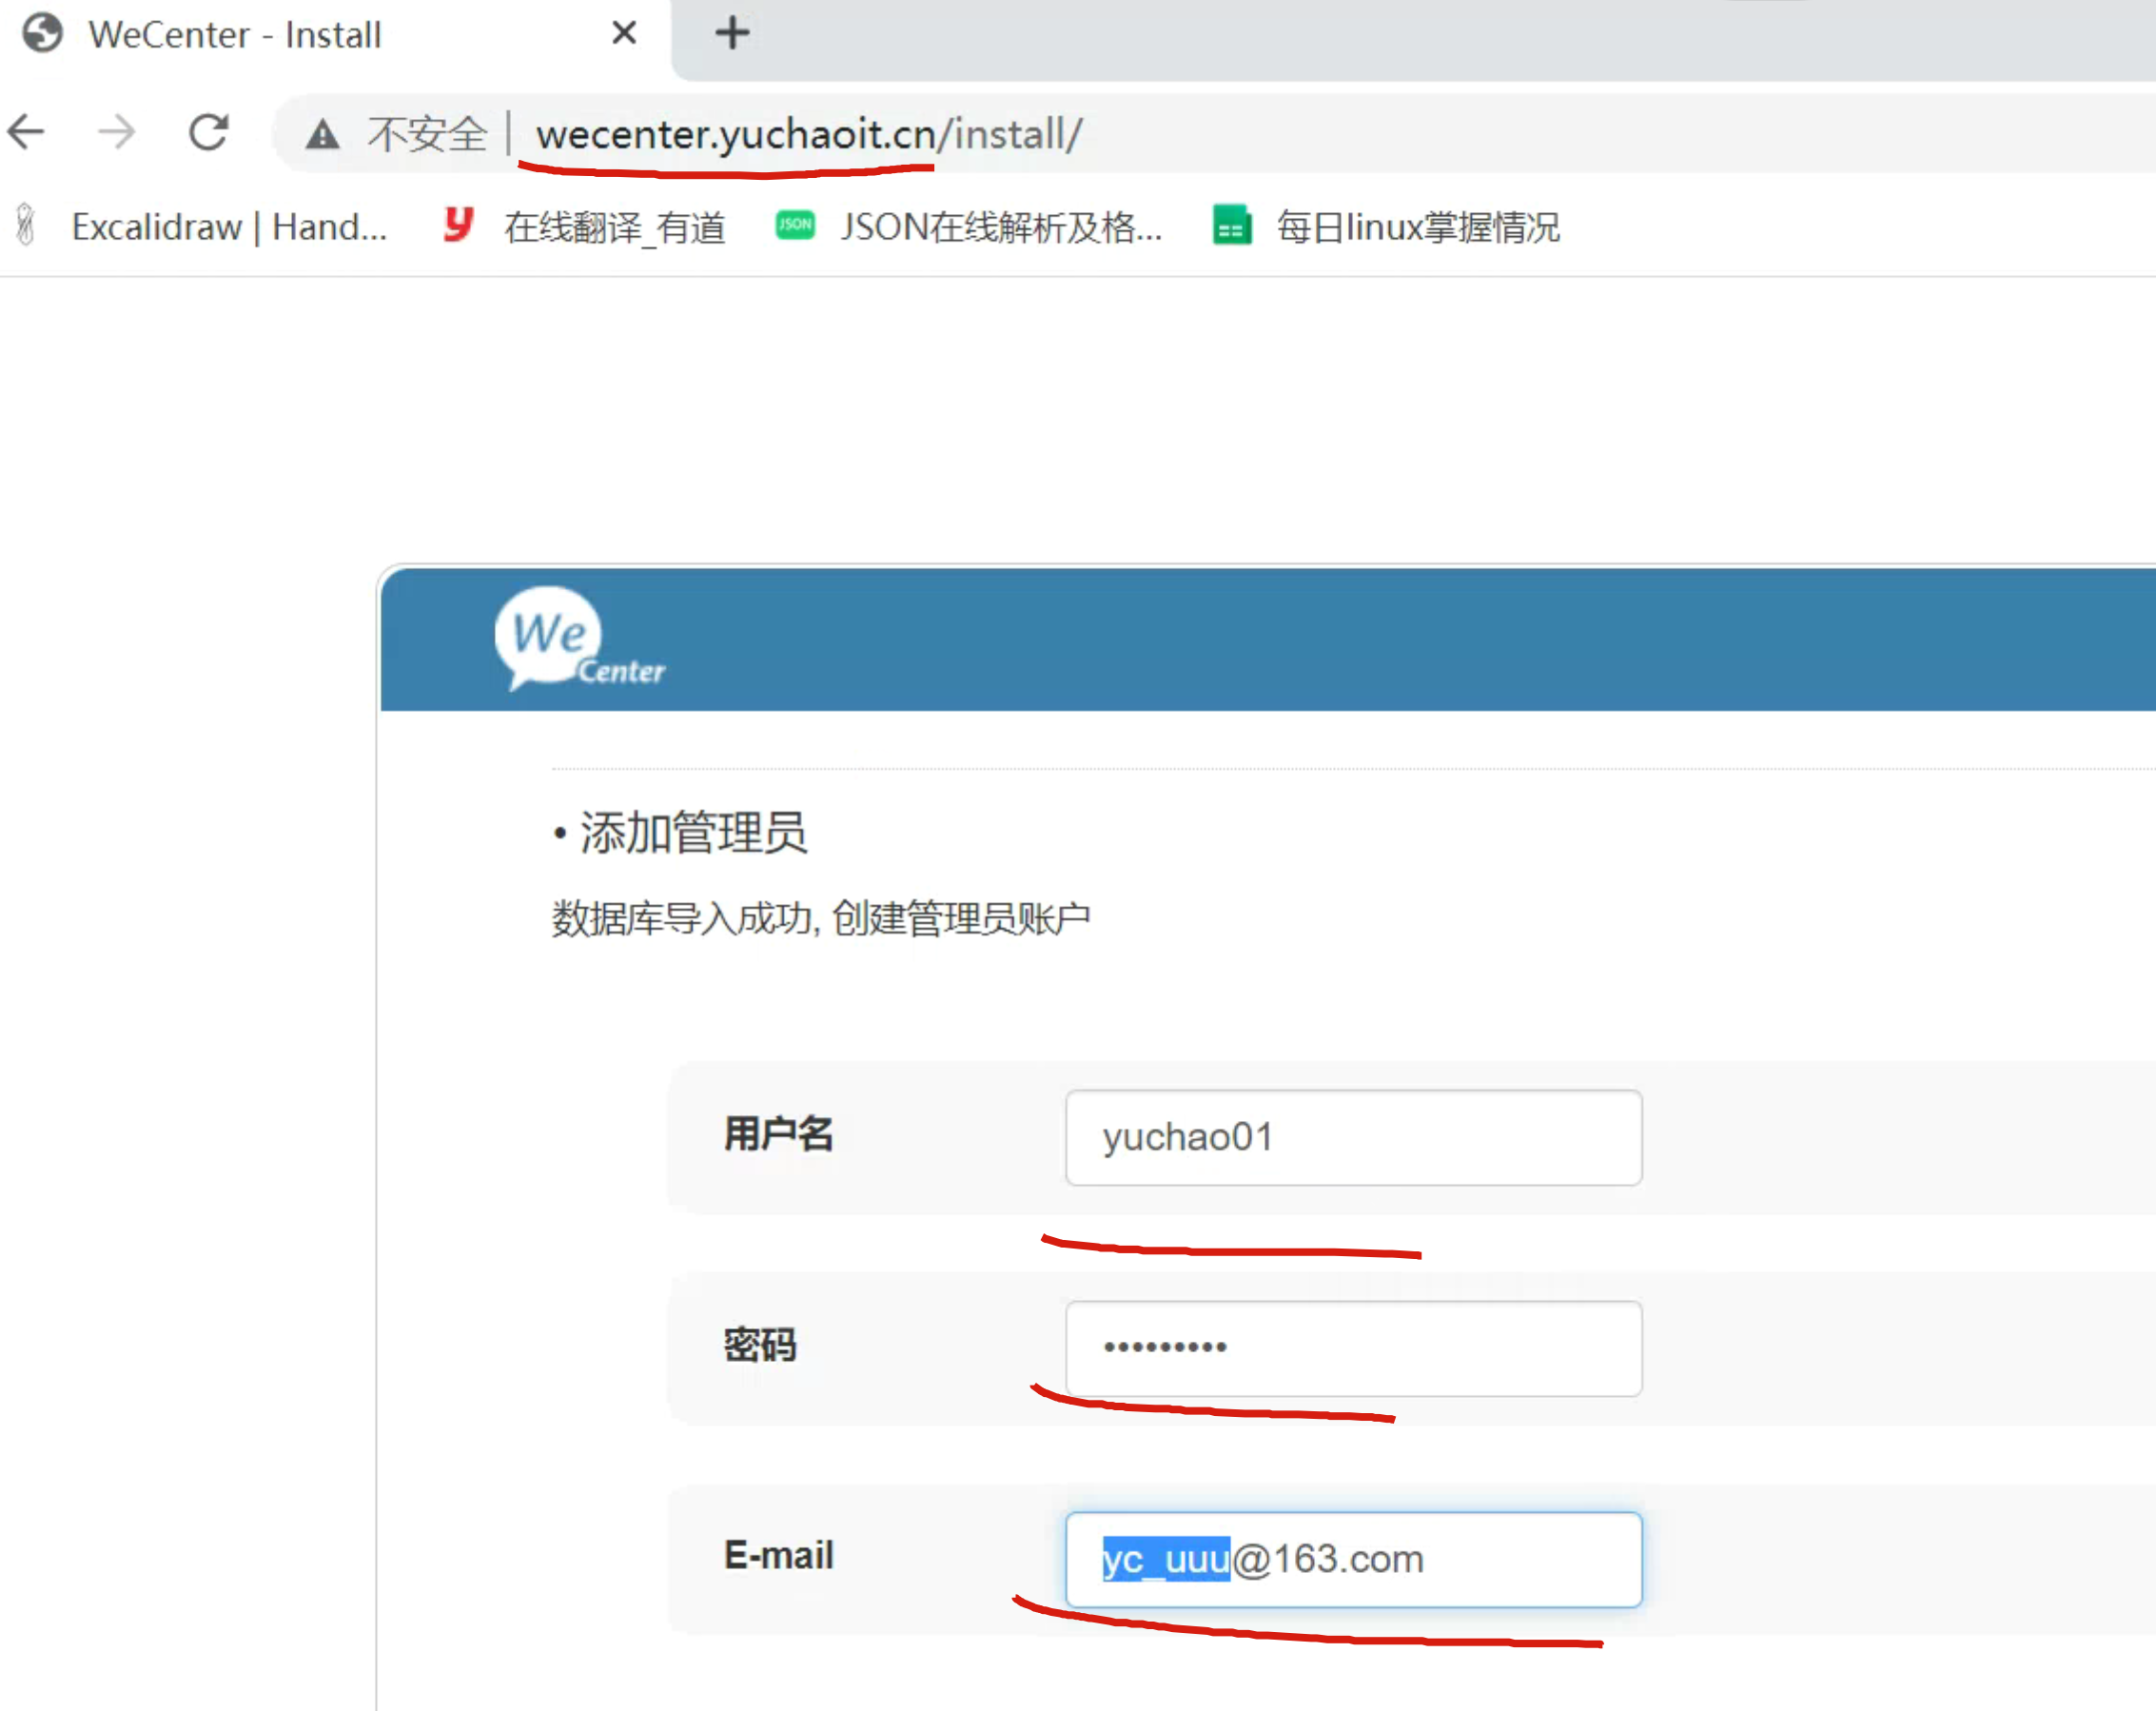 WeCenter - Install
不安全 wecenter.yuchaoit.cn/install/
Excalidraw | Hand... 在线翻译_有道 JSON JSON在线解析及格... 每日linux掌握情况
We Center
• 添加管理员
数据库导入成功, 创建管理员账户
用户名 yuchao01
密码 •••••••••
E-mail yc_uuu@163.com